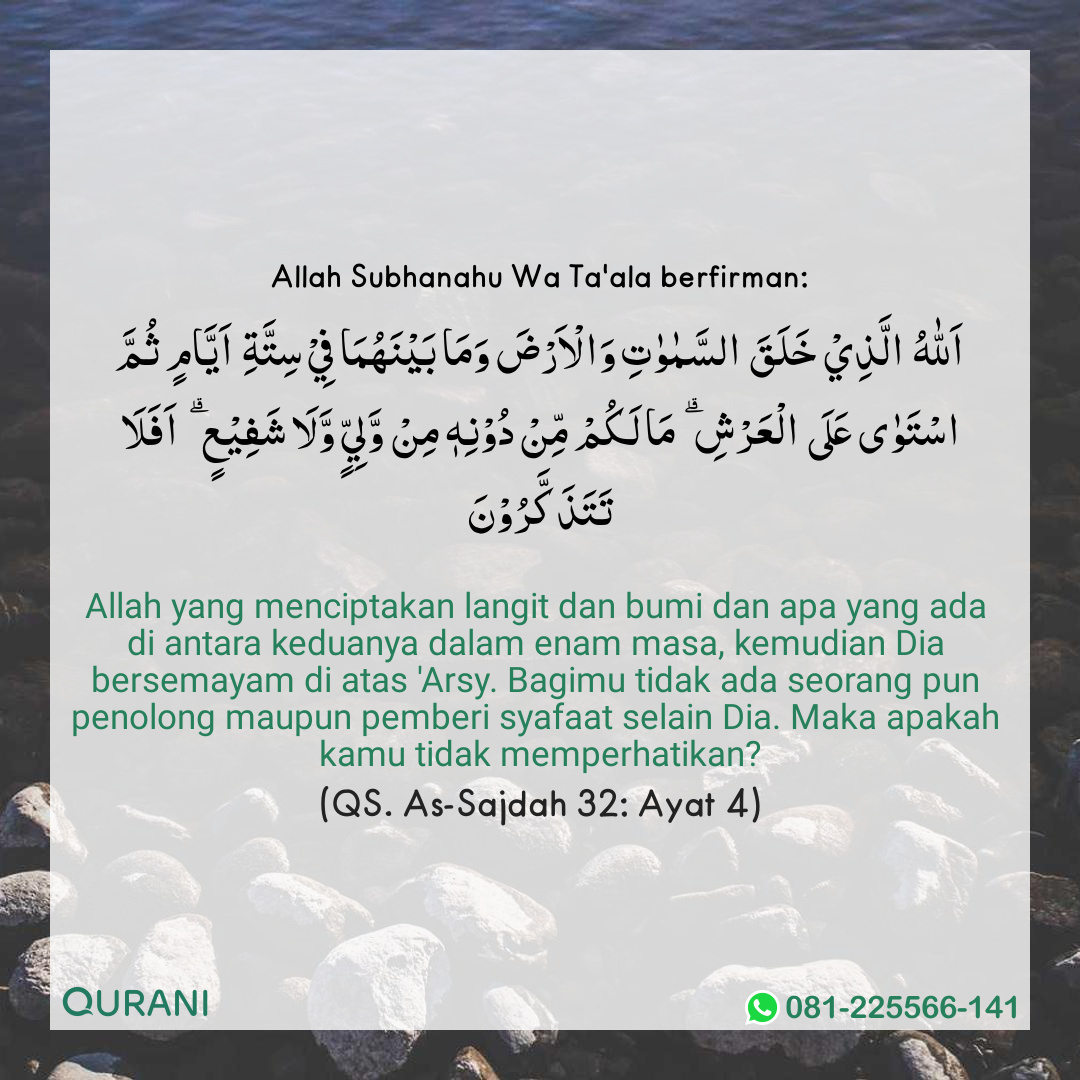 Allah Subhanahu Wa Ta'ala berfirman:
اَللّٰهُ الَّذِيْ خَلَقَ السَّمٰوٰتِ وَالْاَرْضَ وَمَا بَيْنَهُمَا فِيْ سِتَّةِ اَيَّامٍ ثُمَّ
اسْتَوٰى عَلَى الْعَرْشِۗ مَا لَكُمْ مِّنْ دُوْنِهٖ مِنْ وَّلِيٍّ وَّلَا شَفِيْعٍۗ اَفَلَا
تَتَذَكَّرُوْنَ
Allah yang menciptakan langit dan bumi dan apa yang ada
di antara keduanya dalam enam masa, kemudian Dia
bersemayam di atas 'Arsy. Bagimu tidak ada seorang pun
penolong maupun pemberi syafaat selain Dia. Maka apakah
kamu tidak memperhatikan?
(QS. As-Sajdah 32: Ayat 4)
QURANI
081-225566-141